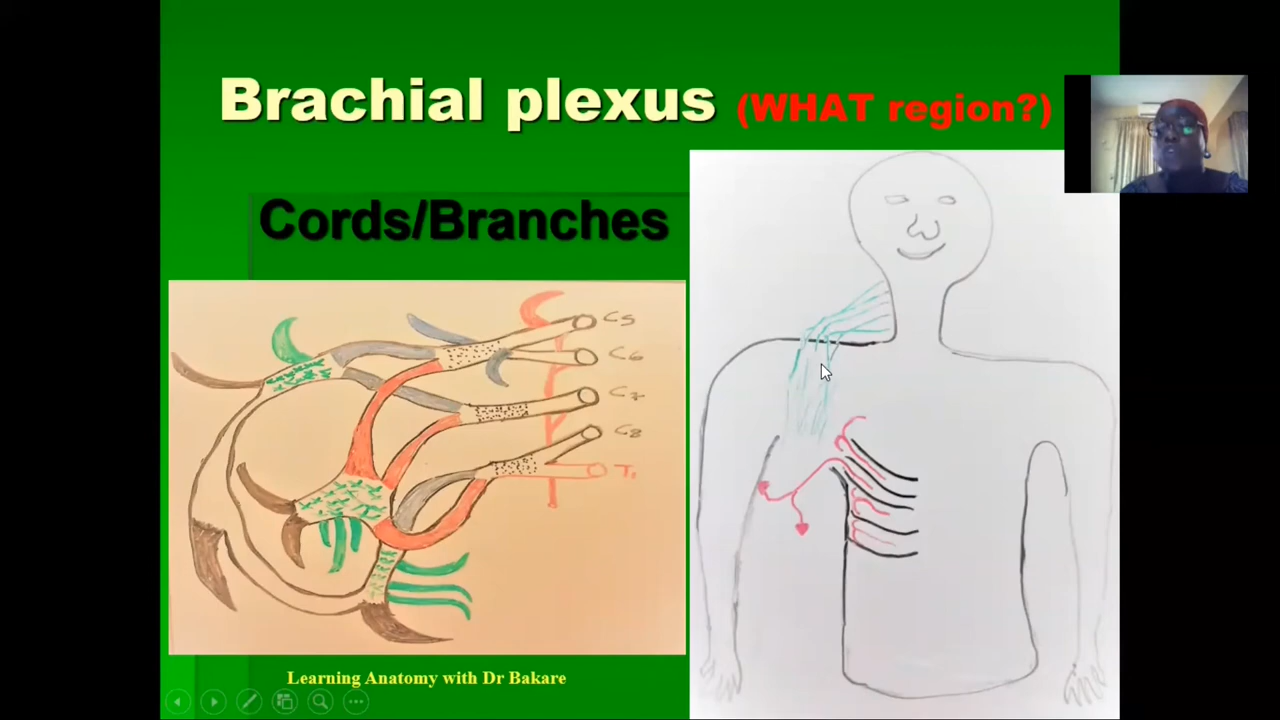 Brachial plexus (WHAT region?)
Cords/Branches
C5
C6
C7
C8
T1
Learning Anatomy with Dr Bakare